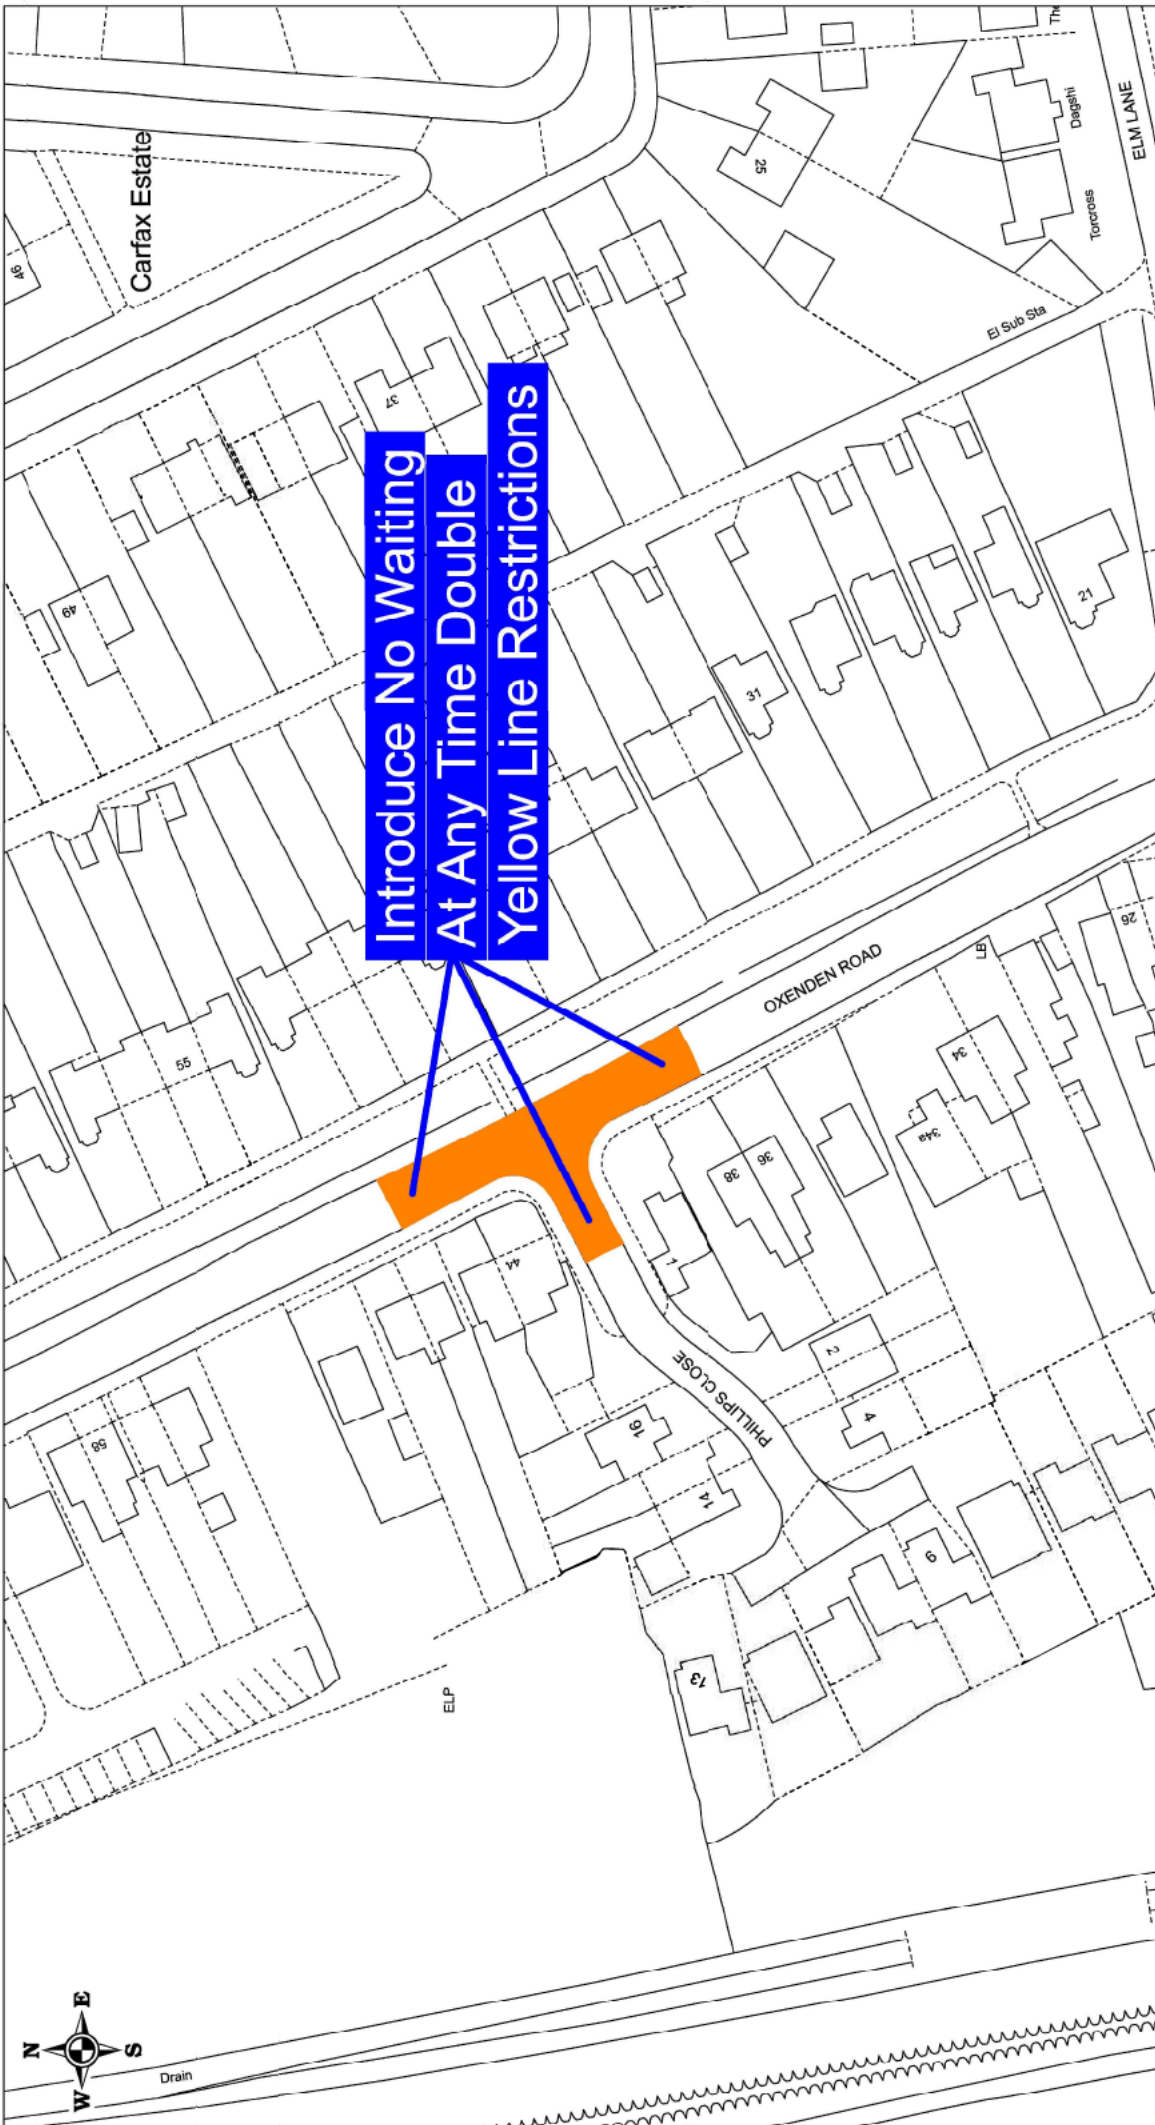 Introduce No Waiting
At Any Time Double
Yellow Line Restrictions
Carfax Estate
46
49
37
25
The
Dagshi
Torcross
ELM LANE
El Sub Sta
31
21
55
OXENDEN ROAD
LB
26
34
34a
36
38
1
44
58
PHILLIPS CLOSE
2
4
16
14
9
13
ELP
Drain
N
E
S
W